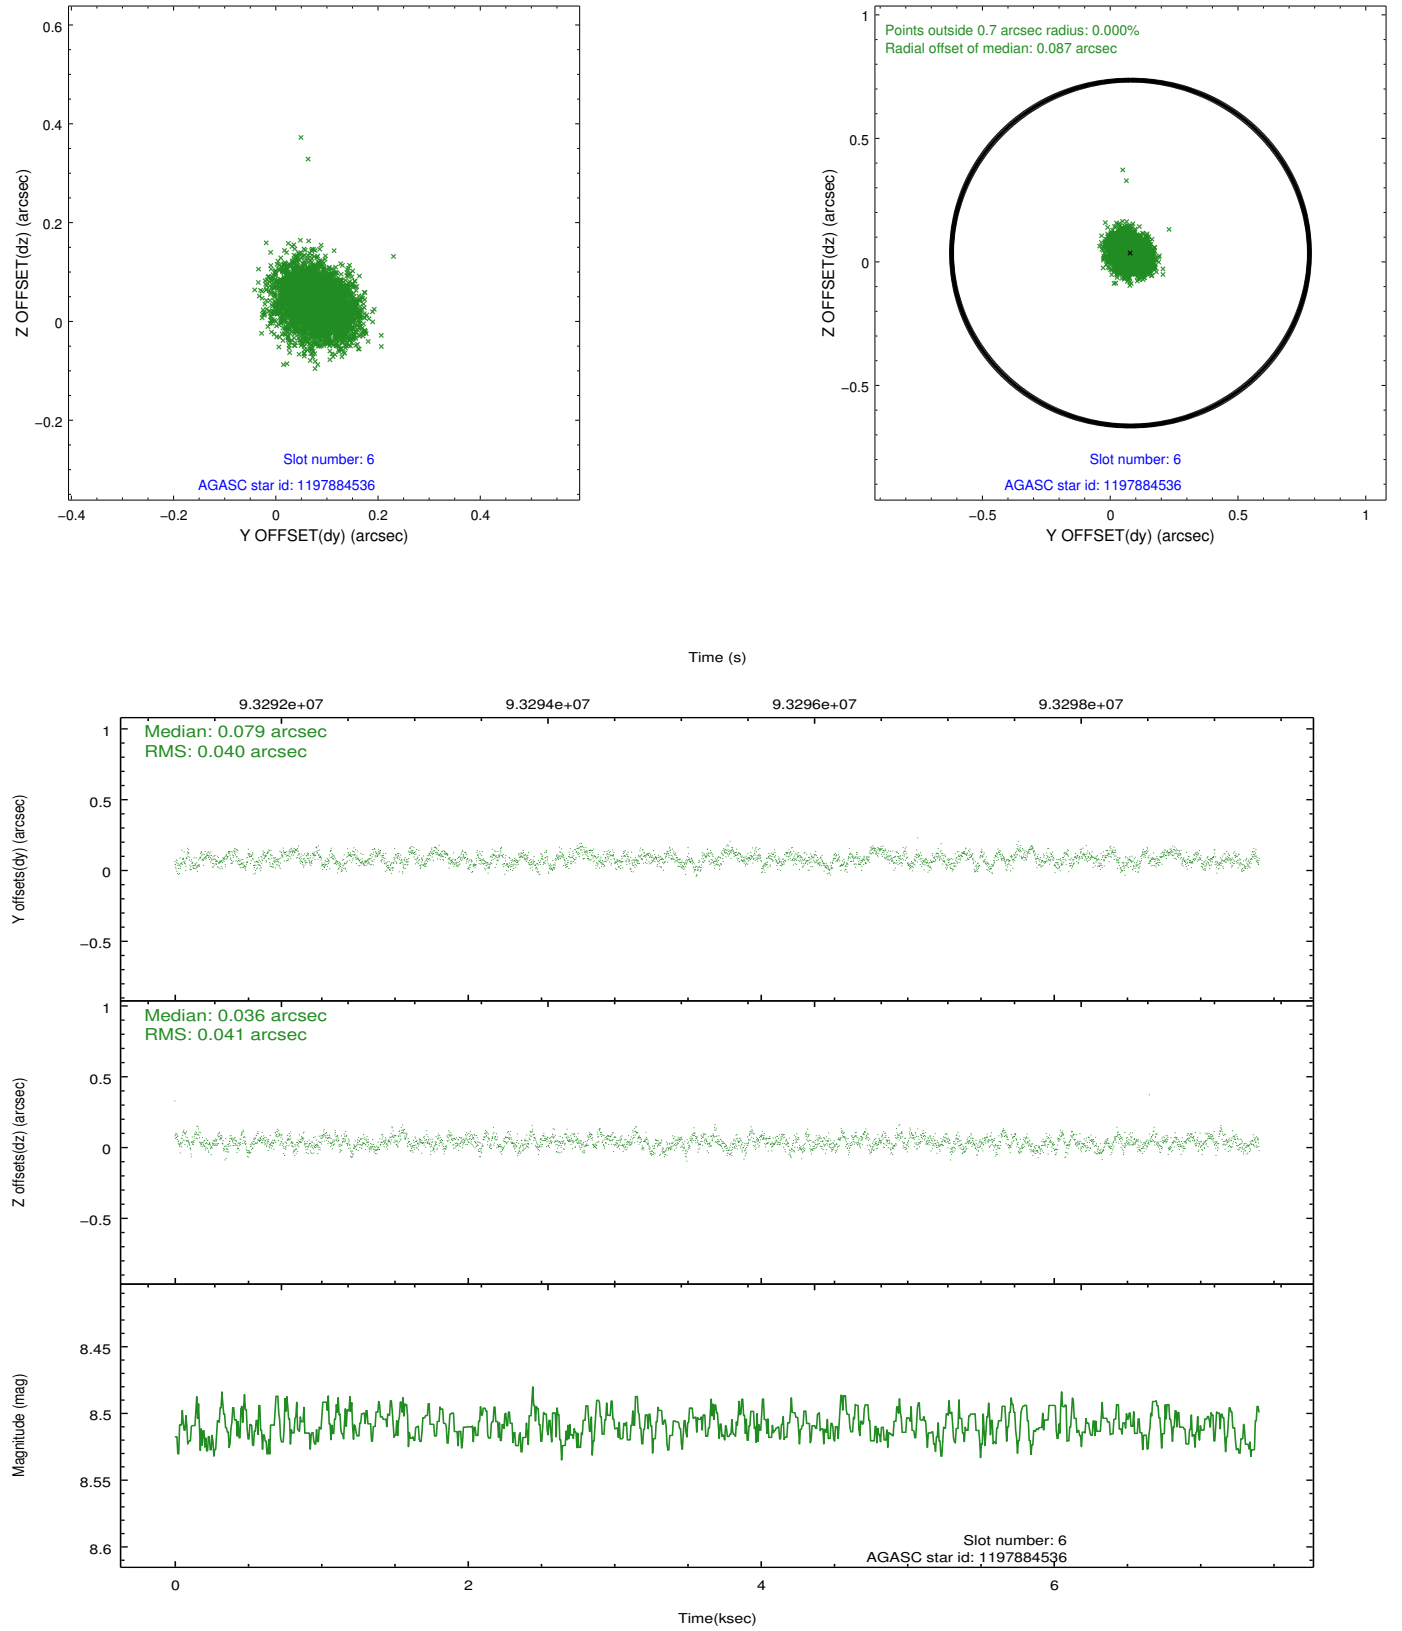 0.6
0.4
0.2
0
−0.2
Z OFFSET(dz) (arcsec)
Slot number: 6
AGASC star id: 1197884536
−0.4 −0.2 0 0.2 0.4
Y OFFSET(dy) (arcsec)
Points outside 0.7 arcsec radius: 0.000%
Radial offset of median: 0.087 arcsec
1
0.5
0
−0.5
Z OFFSET(dz) (arcsec)
Slot number: 6
AGASC star id: 1197884536
−0.5 0 0.5 1
Y OFFSET(dy) (arcsec)
Time (s)
9.3292e+07 9.3294e+07 9.3296e+07 9.3298e+07
Median: 0.079 arcsec
RMS: 0.040 arcsec
1
0.5
0
−0.5
Y offsets(dy) (arcsec)
Median: 0.036 arcsec
RMS: 0.041 arcsec
1
0.5
0
−0.5
Z offsets(dz) (arcsec)
8.45
8.5
8.55
8.6
Magnitude (mag)
Slot number: 6
AGASC star id: 1197884536
0 2 4 6
Time(ksec)